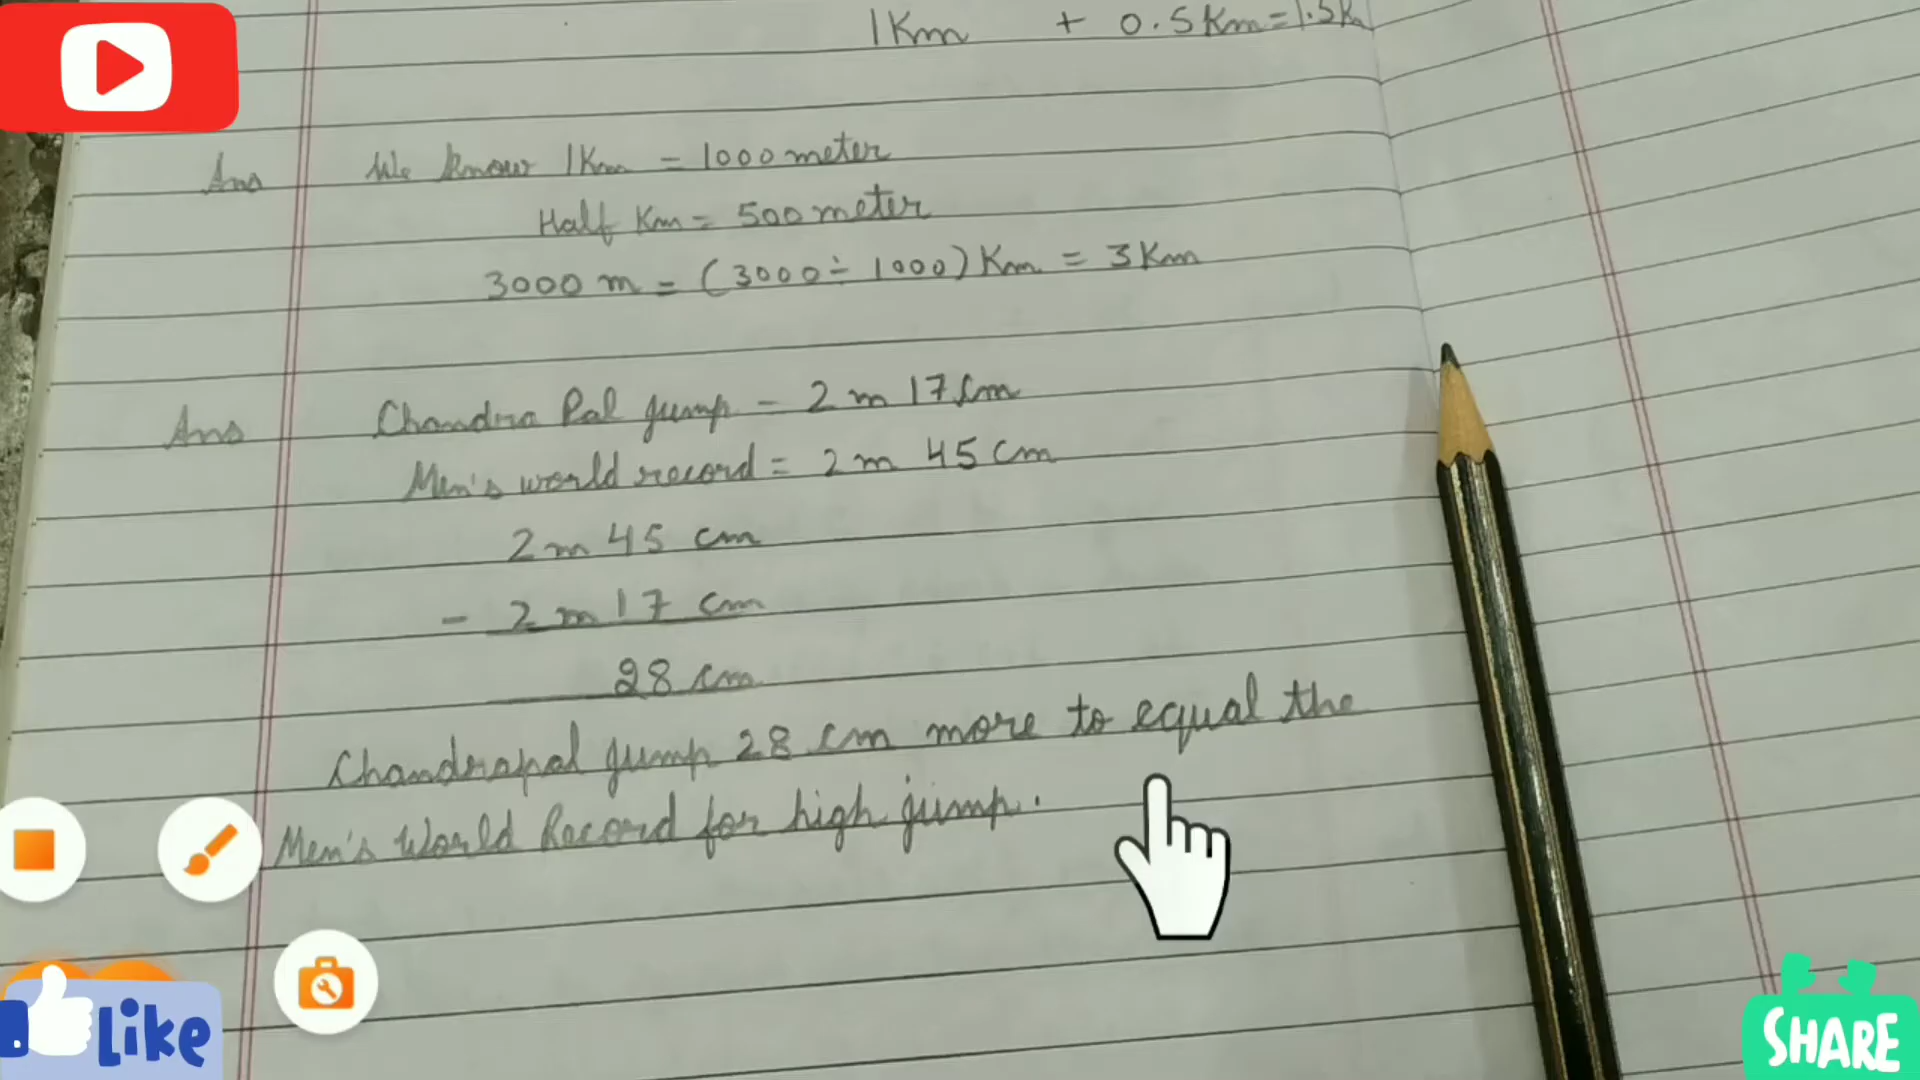 1Km + 0.5Km=1.5K
Ans We know 1Km = 1000 meter
Half Km = 500 meter
3000 m = (3000 ÷ 1000) Km = 3 Km
Ans Chandra Pal jump - 2 m 17 cm
Men's world record = 2 m 45 cm
2 m 45 cm
- 2 m 17 cm
28 cm
Chandrapal jump 28 cm more to equal the
Men's World Record for high jump.
Like
SHARE